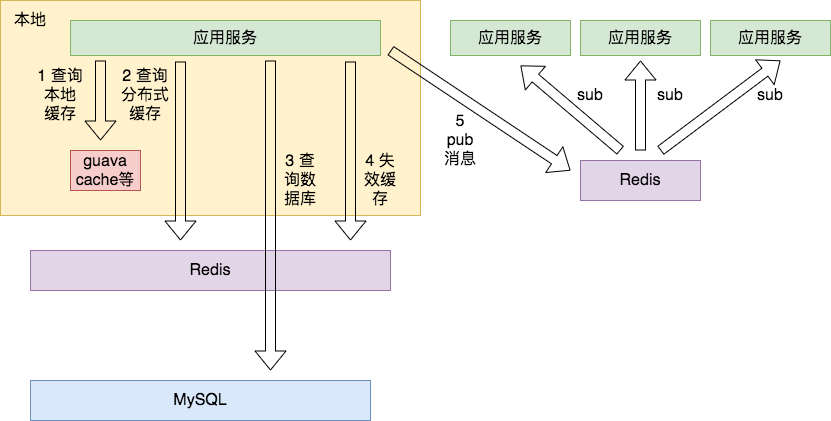 本地
应用服务
1 查询
本地
缓存
2 查询
分布式
缓存
guava
cache等
3 查
询数
据库
4 失
效缓
存
Redis
MySQL
5
pub
消息
应用服务
应用服务
应用服务
sub
sub
sub
Redis